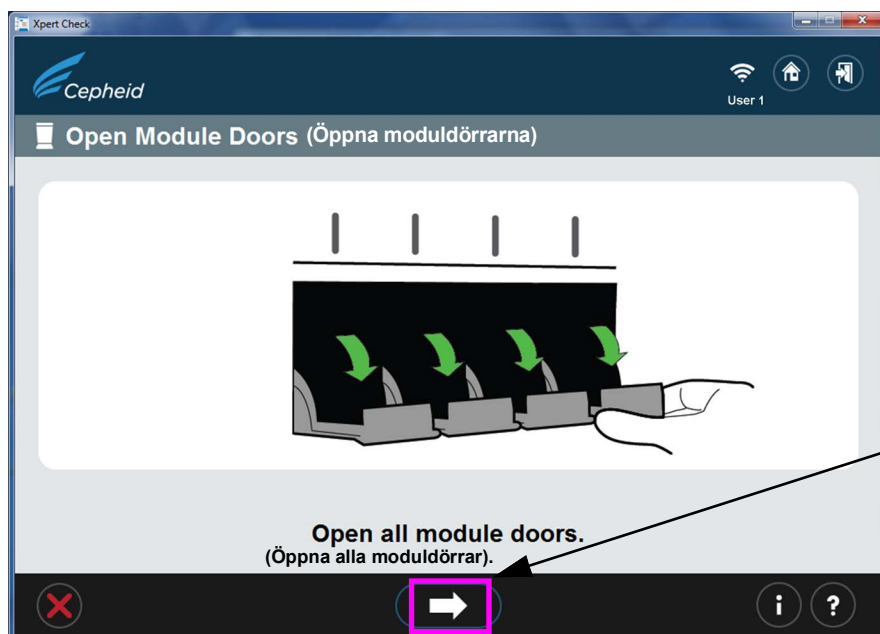 Xpert Check
Cepheid
User 1
Open Module Doors (Öppna moduldörrarna)
Open all module doors.
(Öppna alla moduldörrar).
i ?